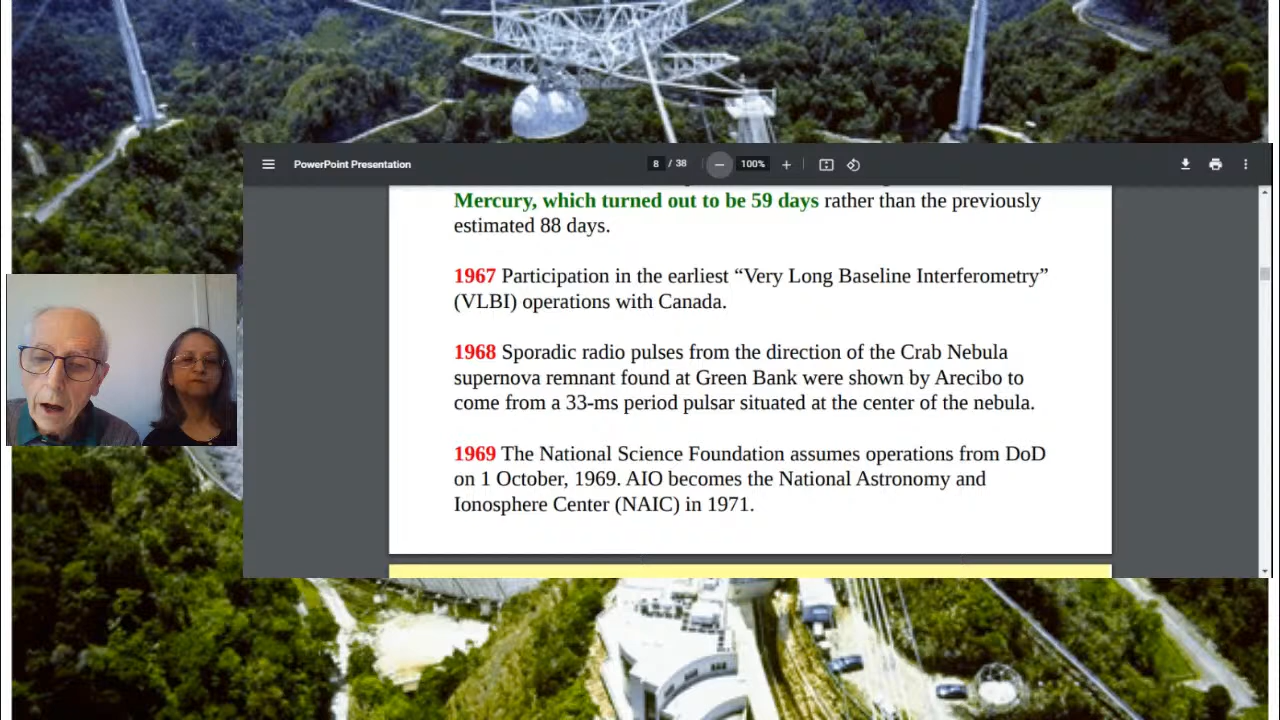 PowerPoint Presentation
8 / 38
100%
Mercury, which turned out to be 59 days rather than the previously
estimated 88 days.
1967 Participation in the earliest “Very Long Baseline Interferometry”
(VLBI) operations with Canada.
1968 Sporadic radio pulses from the direction of the Crab Nebula
supernova remnant found at Green Bank were shown by Arecibo to
come from a 33-ms period pulsar situated at the center of the nebula.
1969 The National Science Foundation assumes operations from DoD
on 1 October, 1969. AIO becomes the National Astronomy and
Ionosphere Center (NAIC) in 1971.